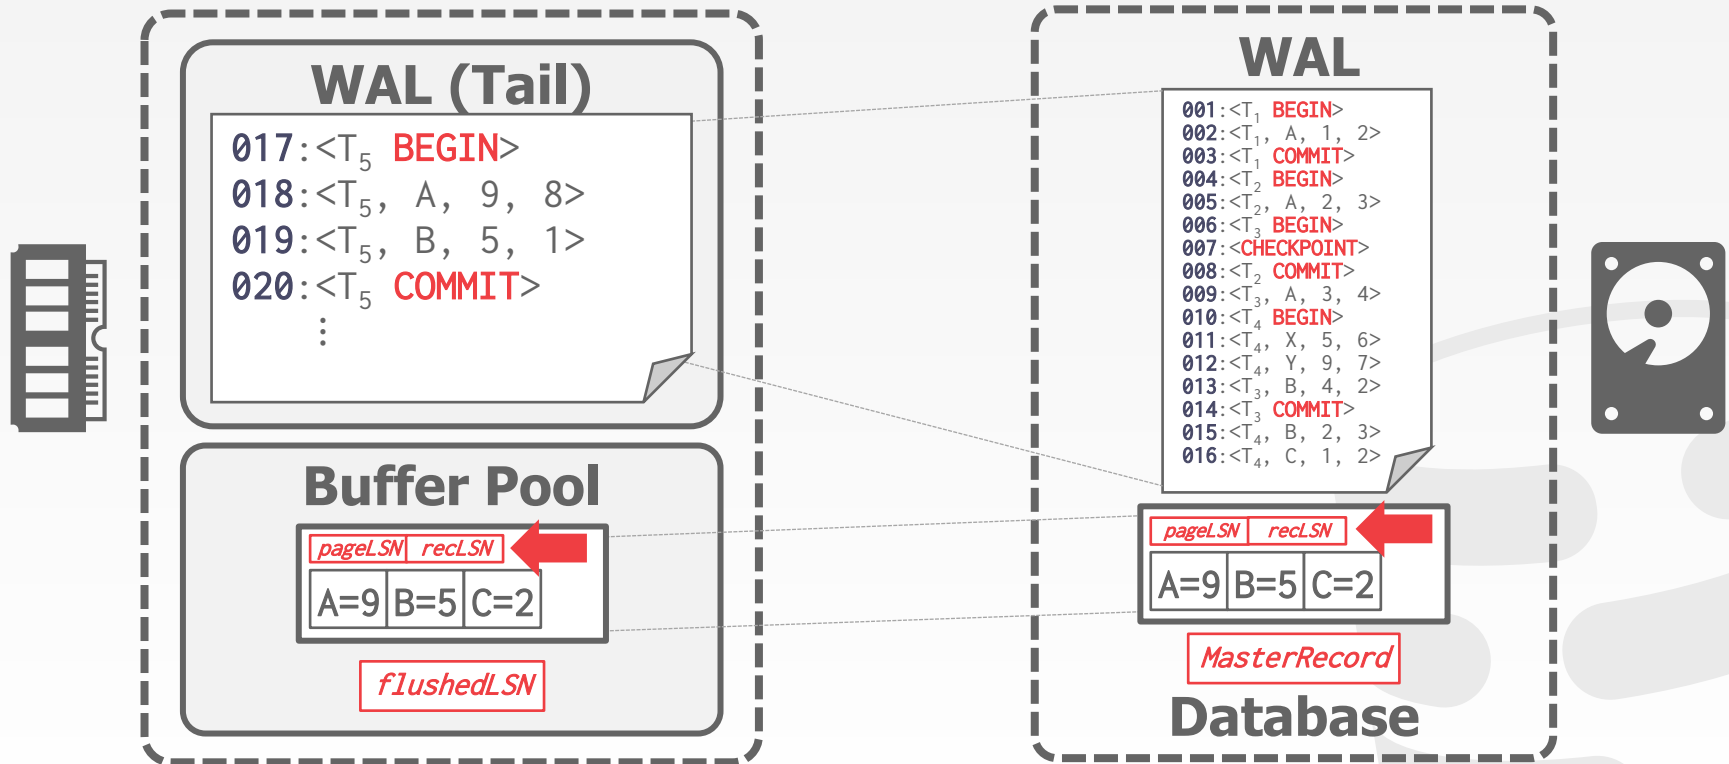 WAL (Tail)
017:<T5 BEGIN>
018:<T5, A, 9, 8>
019:<T5, B, 5, 1>
020:<T5 COMMIT>
⋮
Buffer Pool
pageLSN recLSN
A=9 B=5 C=2
flushedLSN
WAL
001:<T1 BEGIN>
002:<T1, A, 1, 2>
003:<T1 COMMIT>
004:<T2 BEGIN>
005:<T2, A, 2, 3>
006:<T3 BEGIN>
007:<CHECKPOINT>
008:<T2 COMMIT>
009:<T3, A, 3, 4>
010:<T4 BEGIN>
011:<T4, X, 5, 6>
012:<T4, Y, 9, 7>
013:<T3, B, 4, 2>
014:<T3 COMMIT>
015:<T4, B, 2, 3>
016:<T4, C, 1, 2>
pageLSN recLSN
A=9 B=5 C=2
MasterRecord
Database